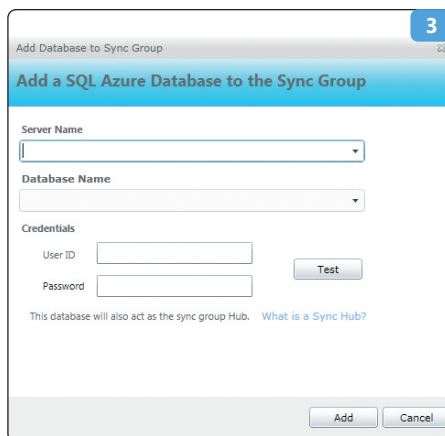 3
Add Database to Sync Group
Add a SQL Azure Database to the Sync Group
Server Name
Database Name
Credentials
User ID
Test
Password
This database will also act as the sync group Hub. What is a Sync Hub?
Add Cancel